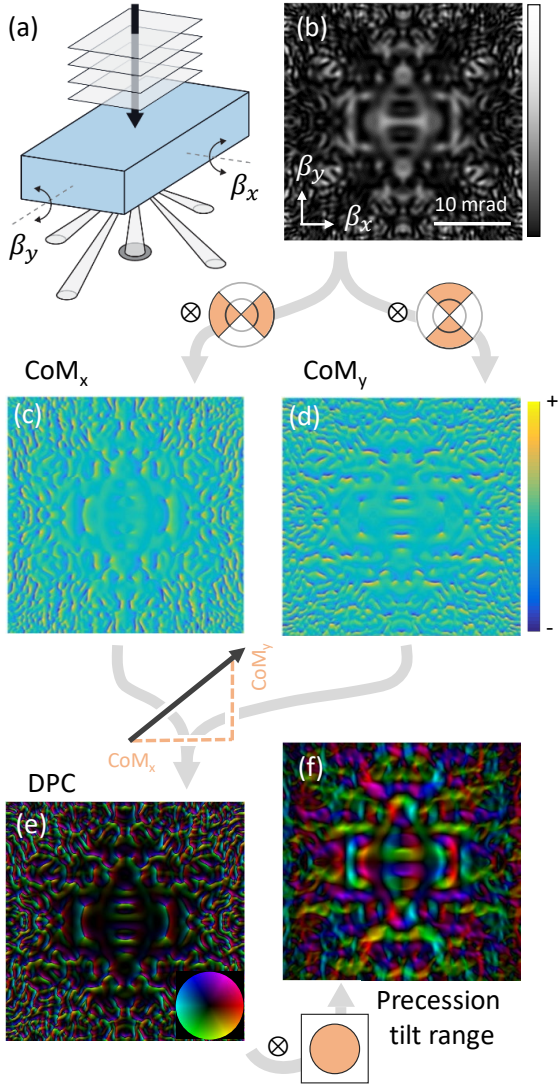 (a)
βx
βy
(b)
βy
βx
10 mrad
⊗
⊗
CoMx
CoMy
(c)
(d)
+
-
CoMy
CoMx
DPC
(e)
(f)
⊗
Precession
tilt range